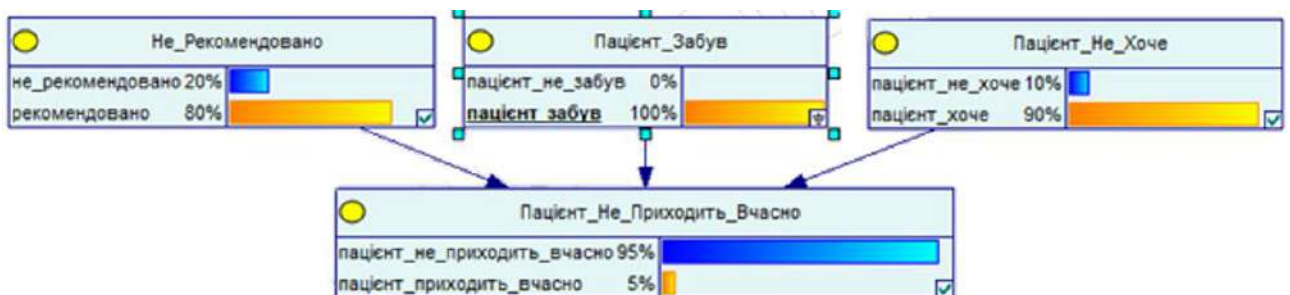 Не_Рекомендовано
не_рекомендовано 20%
рекомендовано 80%
Пацієнт_Забув
пацієнт_не_забув 0%
пацієнт_забув 100%
Пацієнт_Не_Хоче
пацієнт_не_хоче 10%
пацієнт_хоче 90%
Пацієнт_Не_Приходить_Вчасно
пацієнт_не_приходить_вчасно 95%
пацієнт_приходить_вчасно 5%